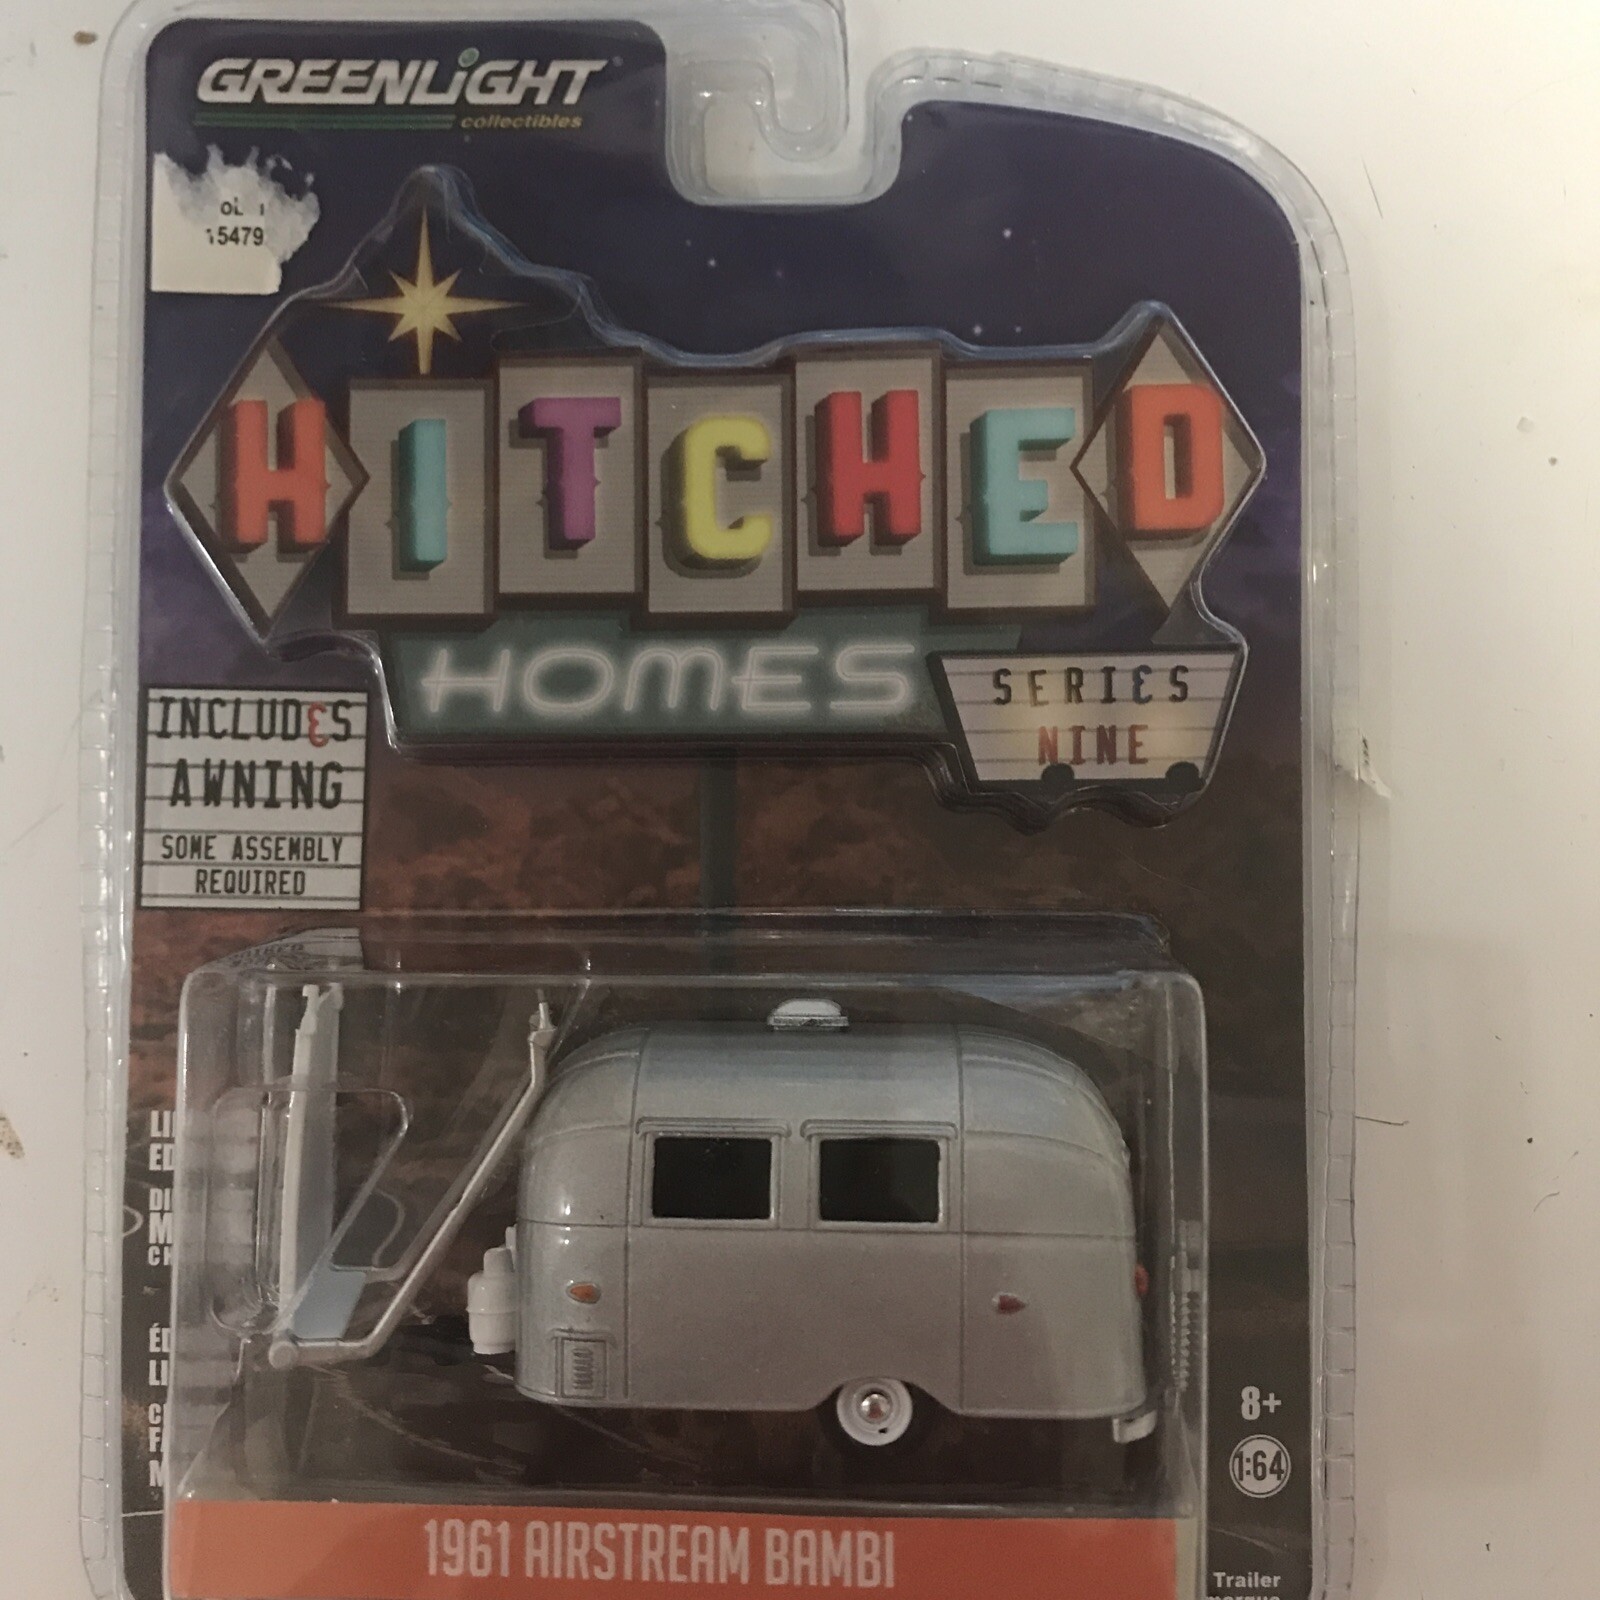 GREENLiGHT
collectibles
15479
HITCHED
HOMES
SERIES
NINE
INCLUDES
AWNING
SOME ASSEMBLY
REQUIRED
8+
1:64
1961 AIRSTREAM BAMBI
Trailer